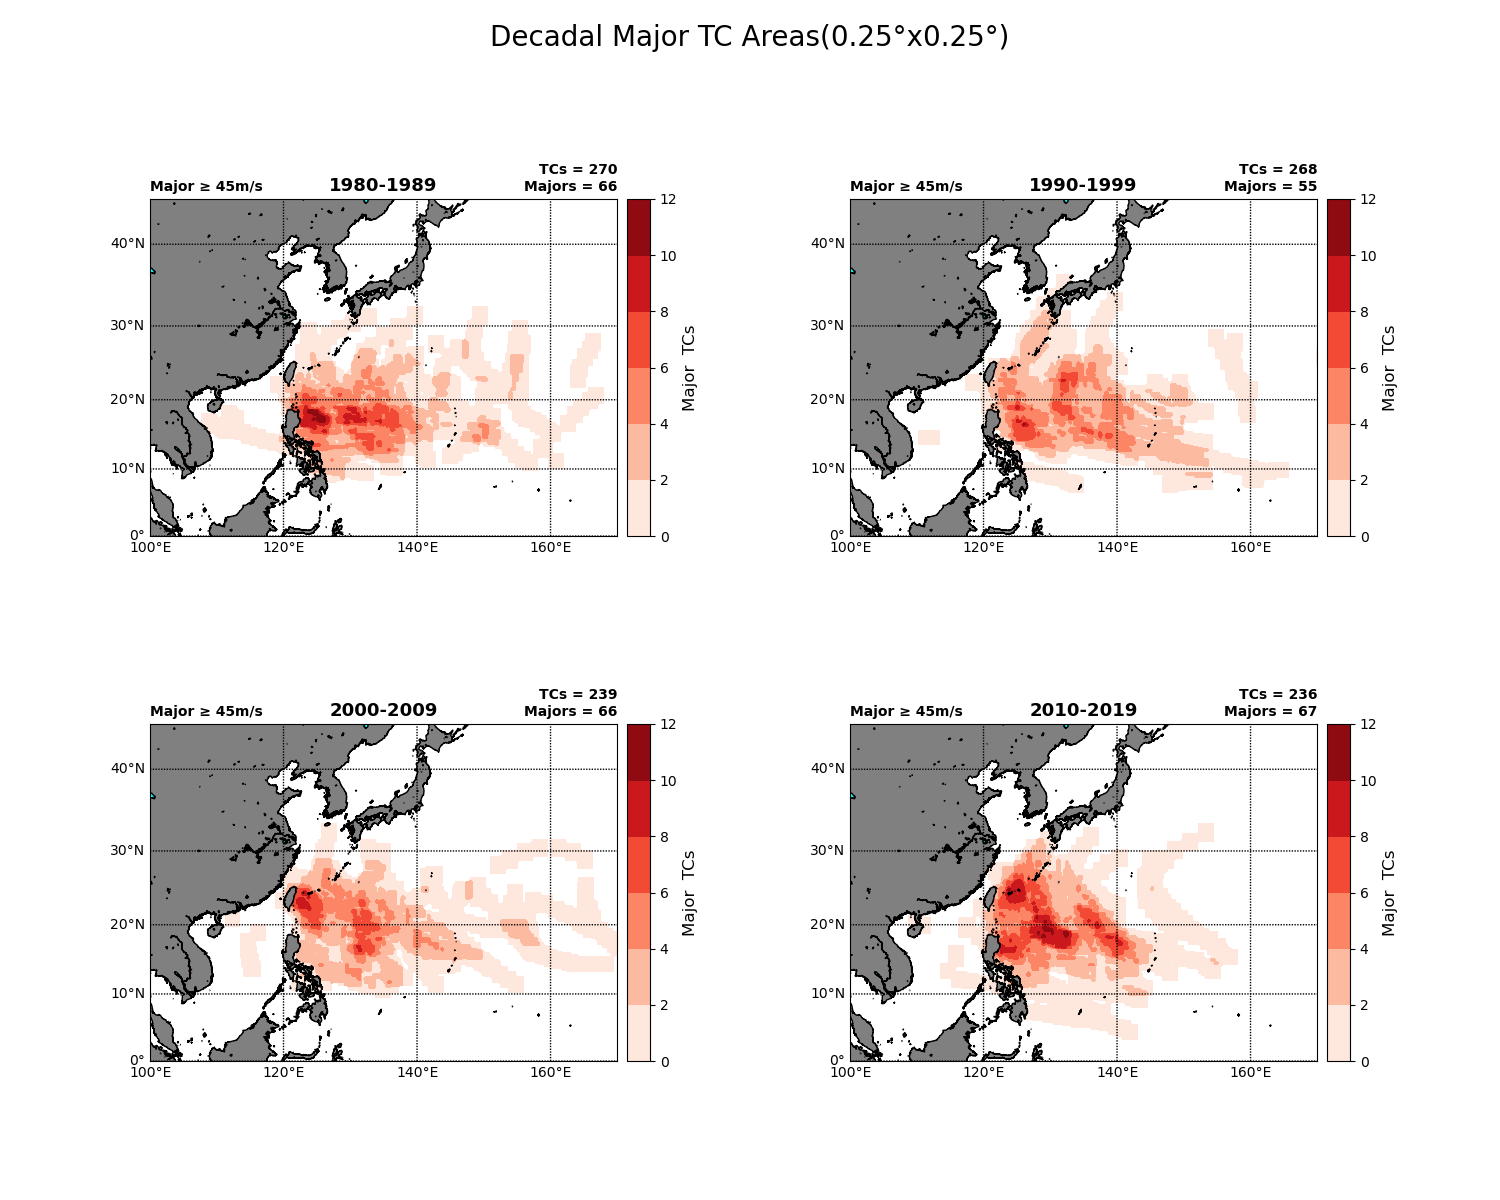 Decadal Major TC Areas(0.25°x0.25°)
TCs = 270
Major ≥ 45m/s 1980-1989 Majors = 66
40°N
30°N
20°N
10°N
0°
100°E 120°E 140°E 160°E
12
10
8
6
4
2
0
Major TCs
TCs = 268
Major ≥ 45m/s 1990-1999 Majors = 55
40°N
30°N
20°N
10°N
0°
100°E 120°E 140°E 160°E
12
10
8
6
4
2
0
Major TCs
TCs = 239
Major ≥ 45m/s 2000-2009 Majors = 66
40°N
30°N
20°N
10°N
0°
100°E 120°E 140°E 160°E
12
10
8
6
4
2
0
Major TCs
TCs = 236
Major ≥ 45m/s 2010-2019 Majors = 67
40°N
30°N
20°N
10°N
0°
100°E 120°E 140°E 160°E
12
10
8
6
4
2
0
Major TCs